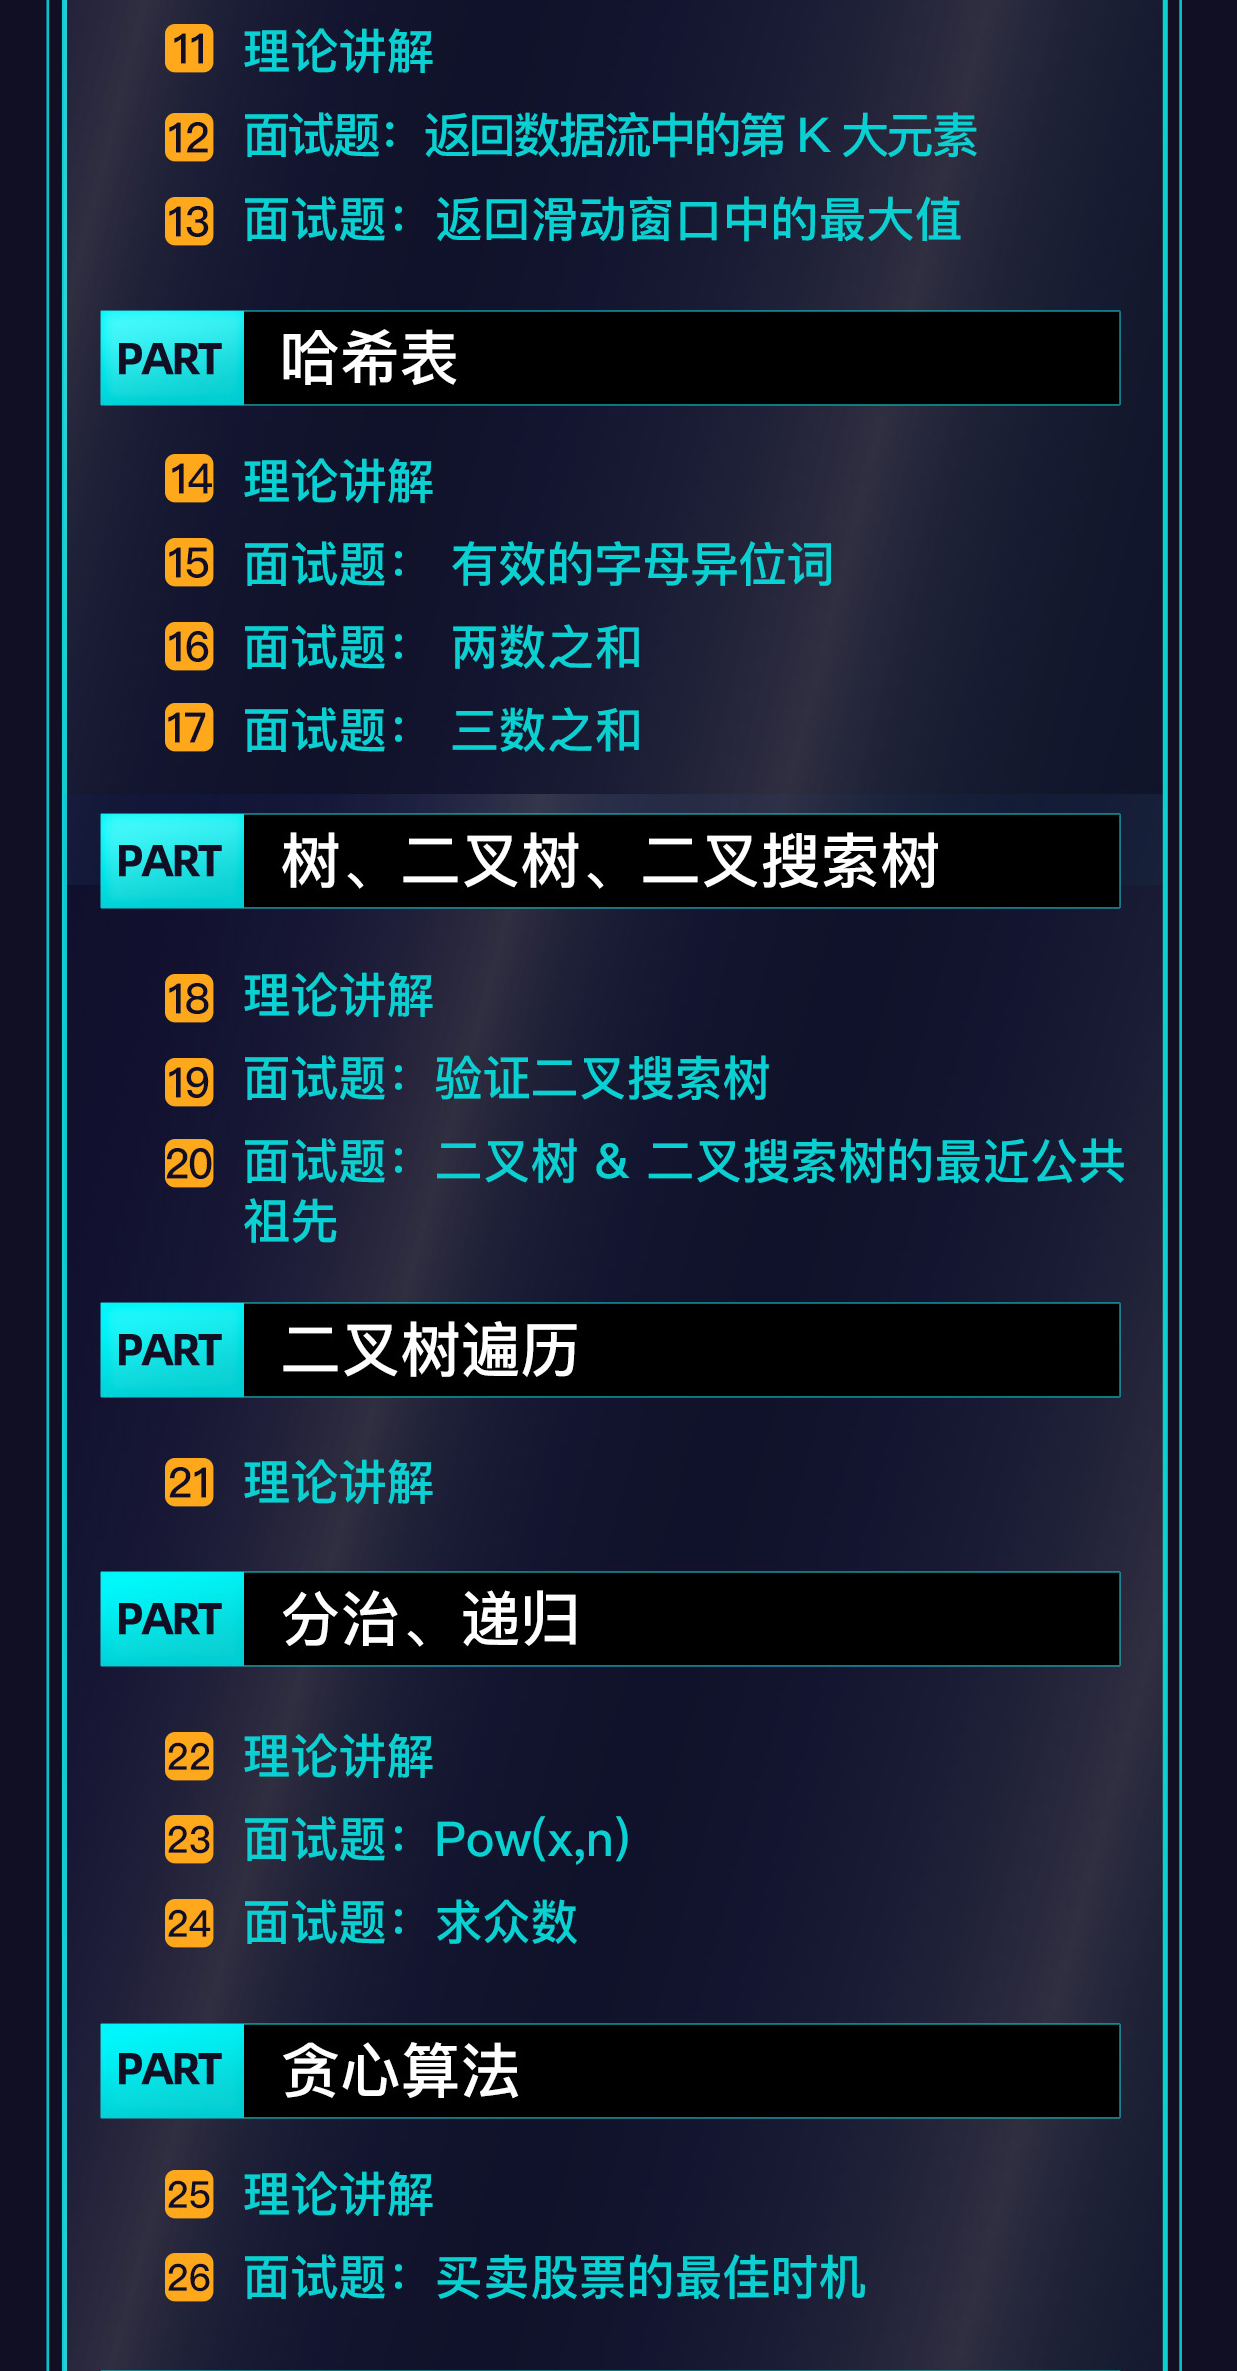 11 理论讲解
12 面试题：返回数据流中的第 K 大元素
13 面试题：返回滑动窗口中的最大值
PART 哈希表
14 理论讲解
15 面试题： 有效的字母异位词
16 面试题： 两数之和
17 面试题： 三数之和
PART 树、二叉树、二叉搜索树
18 理论讲解
19 面试题：验证二叉搜索树
20 面试题：二叉树 & 二叉搜索树的最近公共
祖先
PART 二叉树遍历
21 理论讲解
PART 分治、递归
22 理论讲解
23 面试题：Pow(x,n)
24 面试题：求众数
PART 贪心算法
25 理论讲解
26 面试题：买卖股票的最佳时机